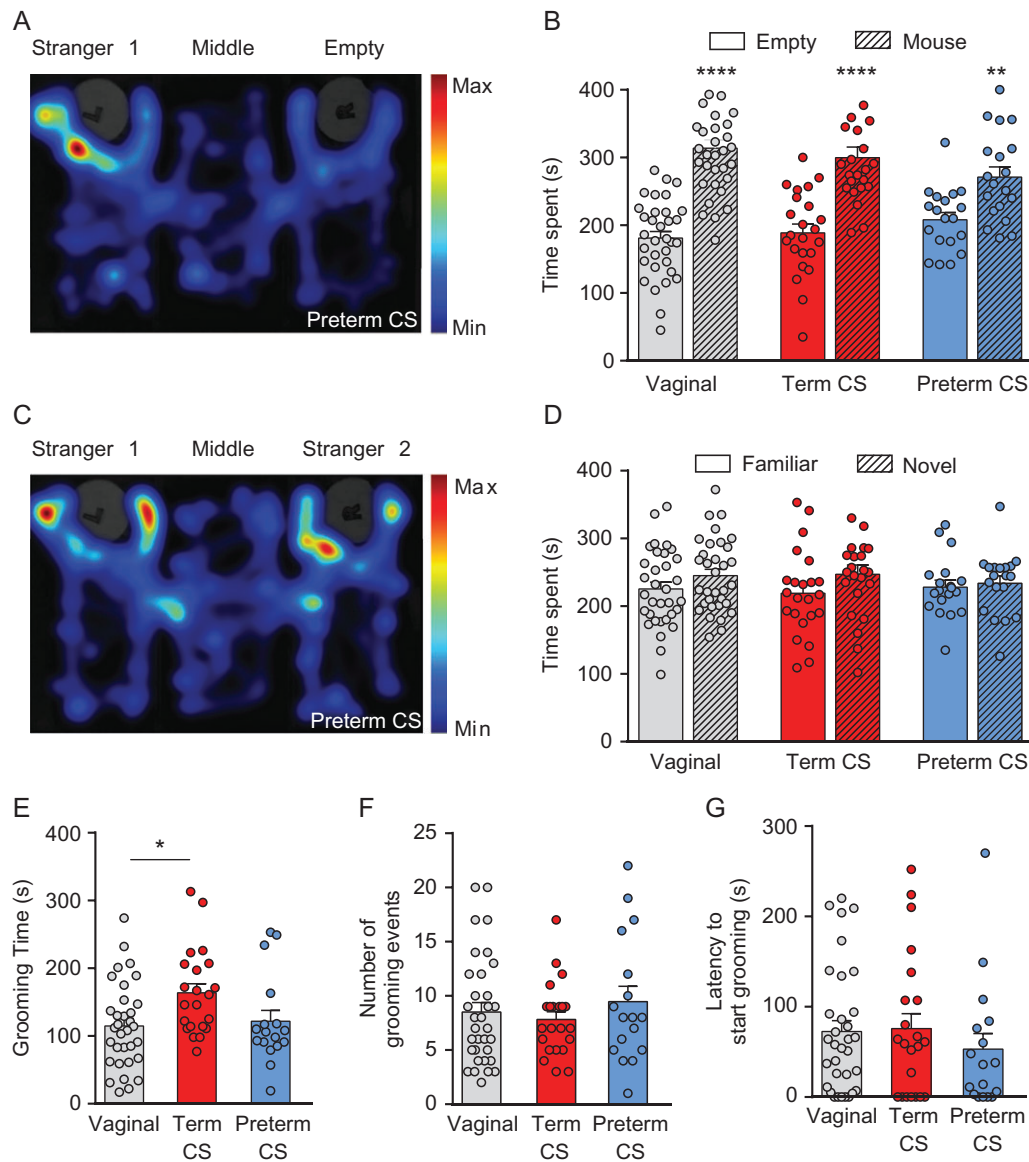 A
Stranger 1 Middle Empty
L
R
Max
Min
Preterm CS
B
Empty Mouse
**** **** **
Time spent (s)
400
300
200
100
0
Vaginal Term CS Preterm CS
C
Stranger 1 Middle Stranger 2
L
R
Max
Min
Preterm CS
D
Familiar Novel
Time spent (s)
400
300
200
100
0
Vaginal Term CS Preterm CS
E
Grooming Time (s)
400
300
200
100
0
*
Vaginal Term CS Preterm CS
F
Number of
grooming events
25
20
15
10
5
0
Vaginal Term CS Preterm CS
G
Latency to
start grooming (s)
300
200
100
0
Vaginal Term CS Preterm CS